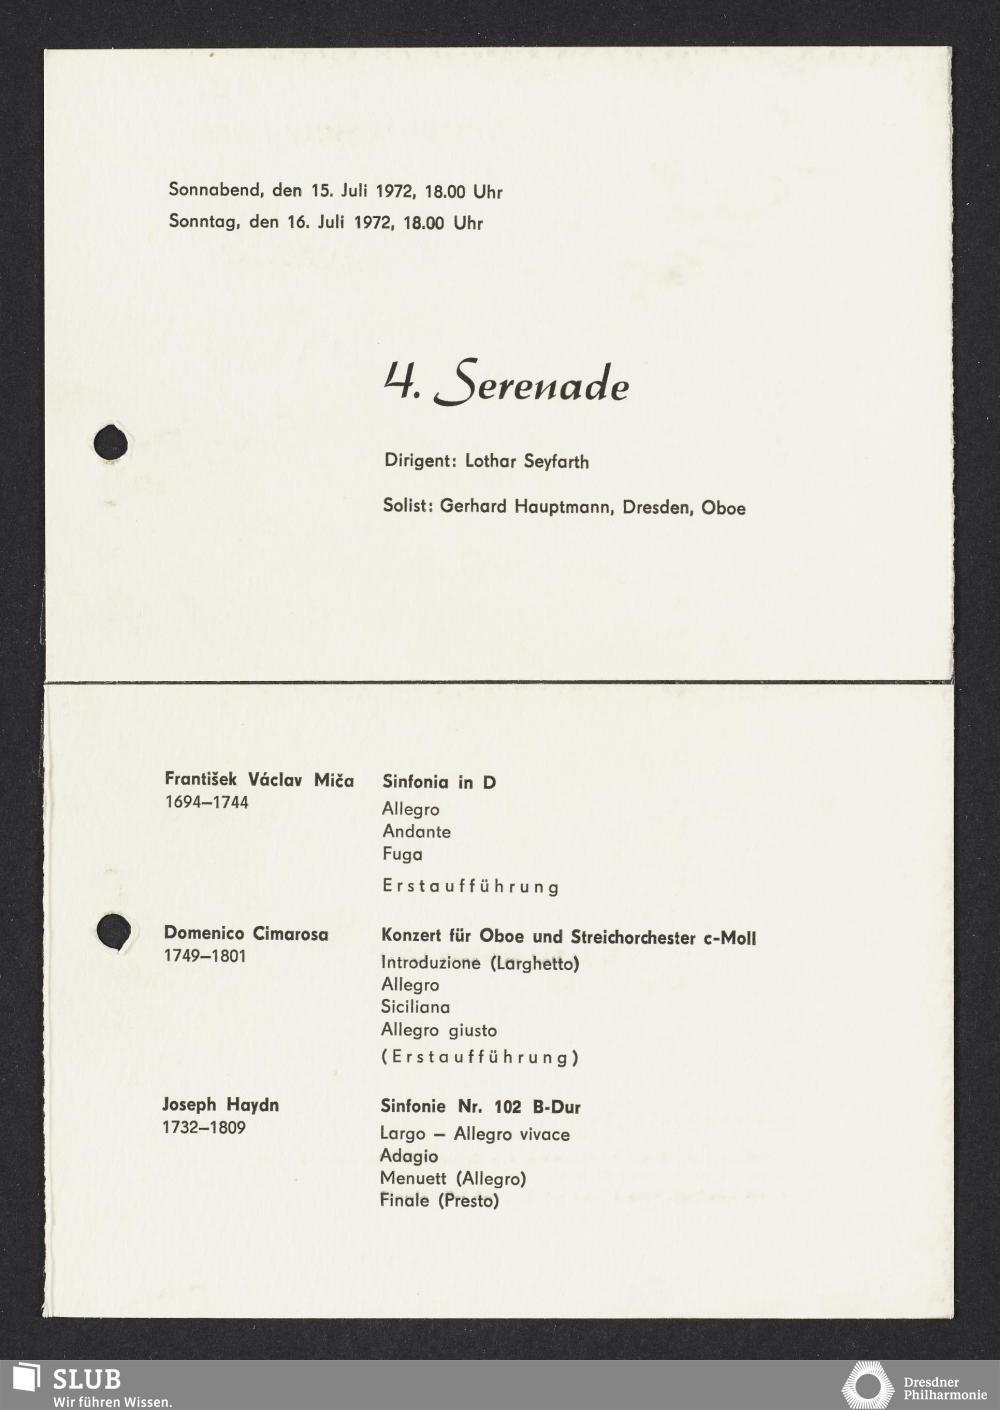 Sonnabend, den 15. Juli 1972, 18.00 Uhr
Sonntag, den 16. Juli 1972, 18.00 Uhr
4. Serenade
Dirigent: Lothar Seyfarth
Solist: Gerhard Hauptmann, Dresden, Oboe
František Václav Miča Sinfonia in D
1694–1744
Allegro
Andante
Fuga
Erstaufführung
Domenico Cimarosa Konzert für Oboe und Streichorchester c-Moll
1749–1801
Introduzione (Larghetto)
Allegro
Siciliana
Allegro giusto
(Erstaufführung)
Joseph Haydn Sinfonie Nr. 102 B-Dur
1732–1809
Largo – Allegro vivace
Adagio
Menuett (Allegro)
Finale (Presto)
SLUB
Wir führen Wissen.
Dresdner
Philharmonie